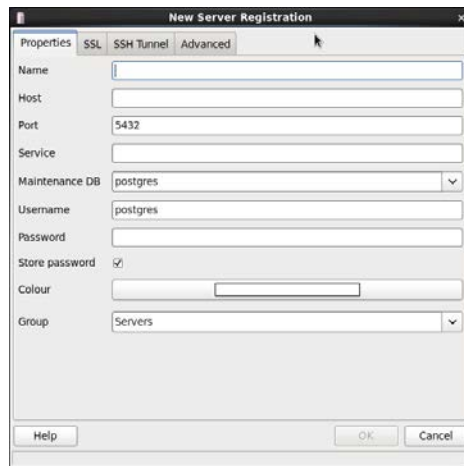 New Server Registration
Properties SSL SSH Tunnel Advanced
Name
Host
Port 5432
Service
Maintenance DB postgres
Username postgres
Password
Store password
Colour
Group Servers
Help OK Cancel